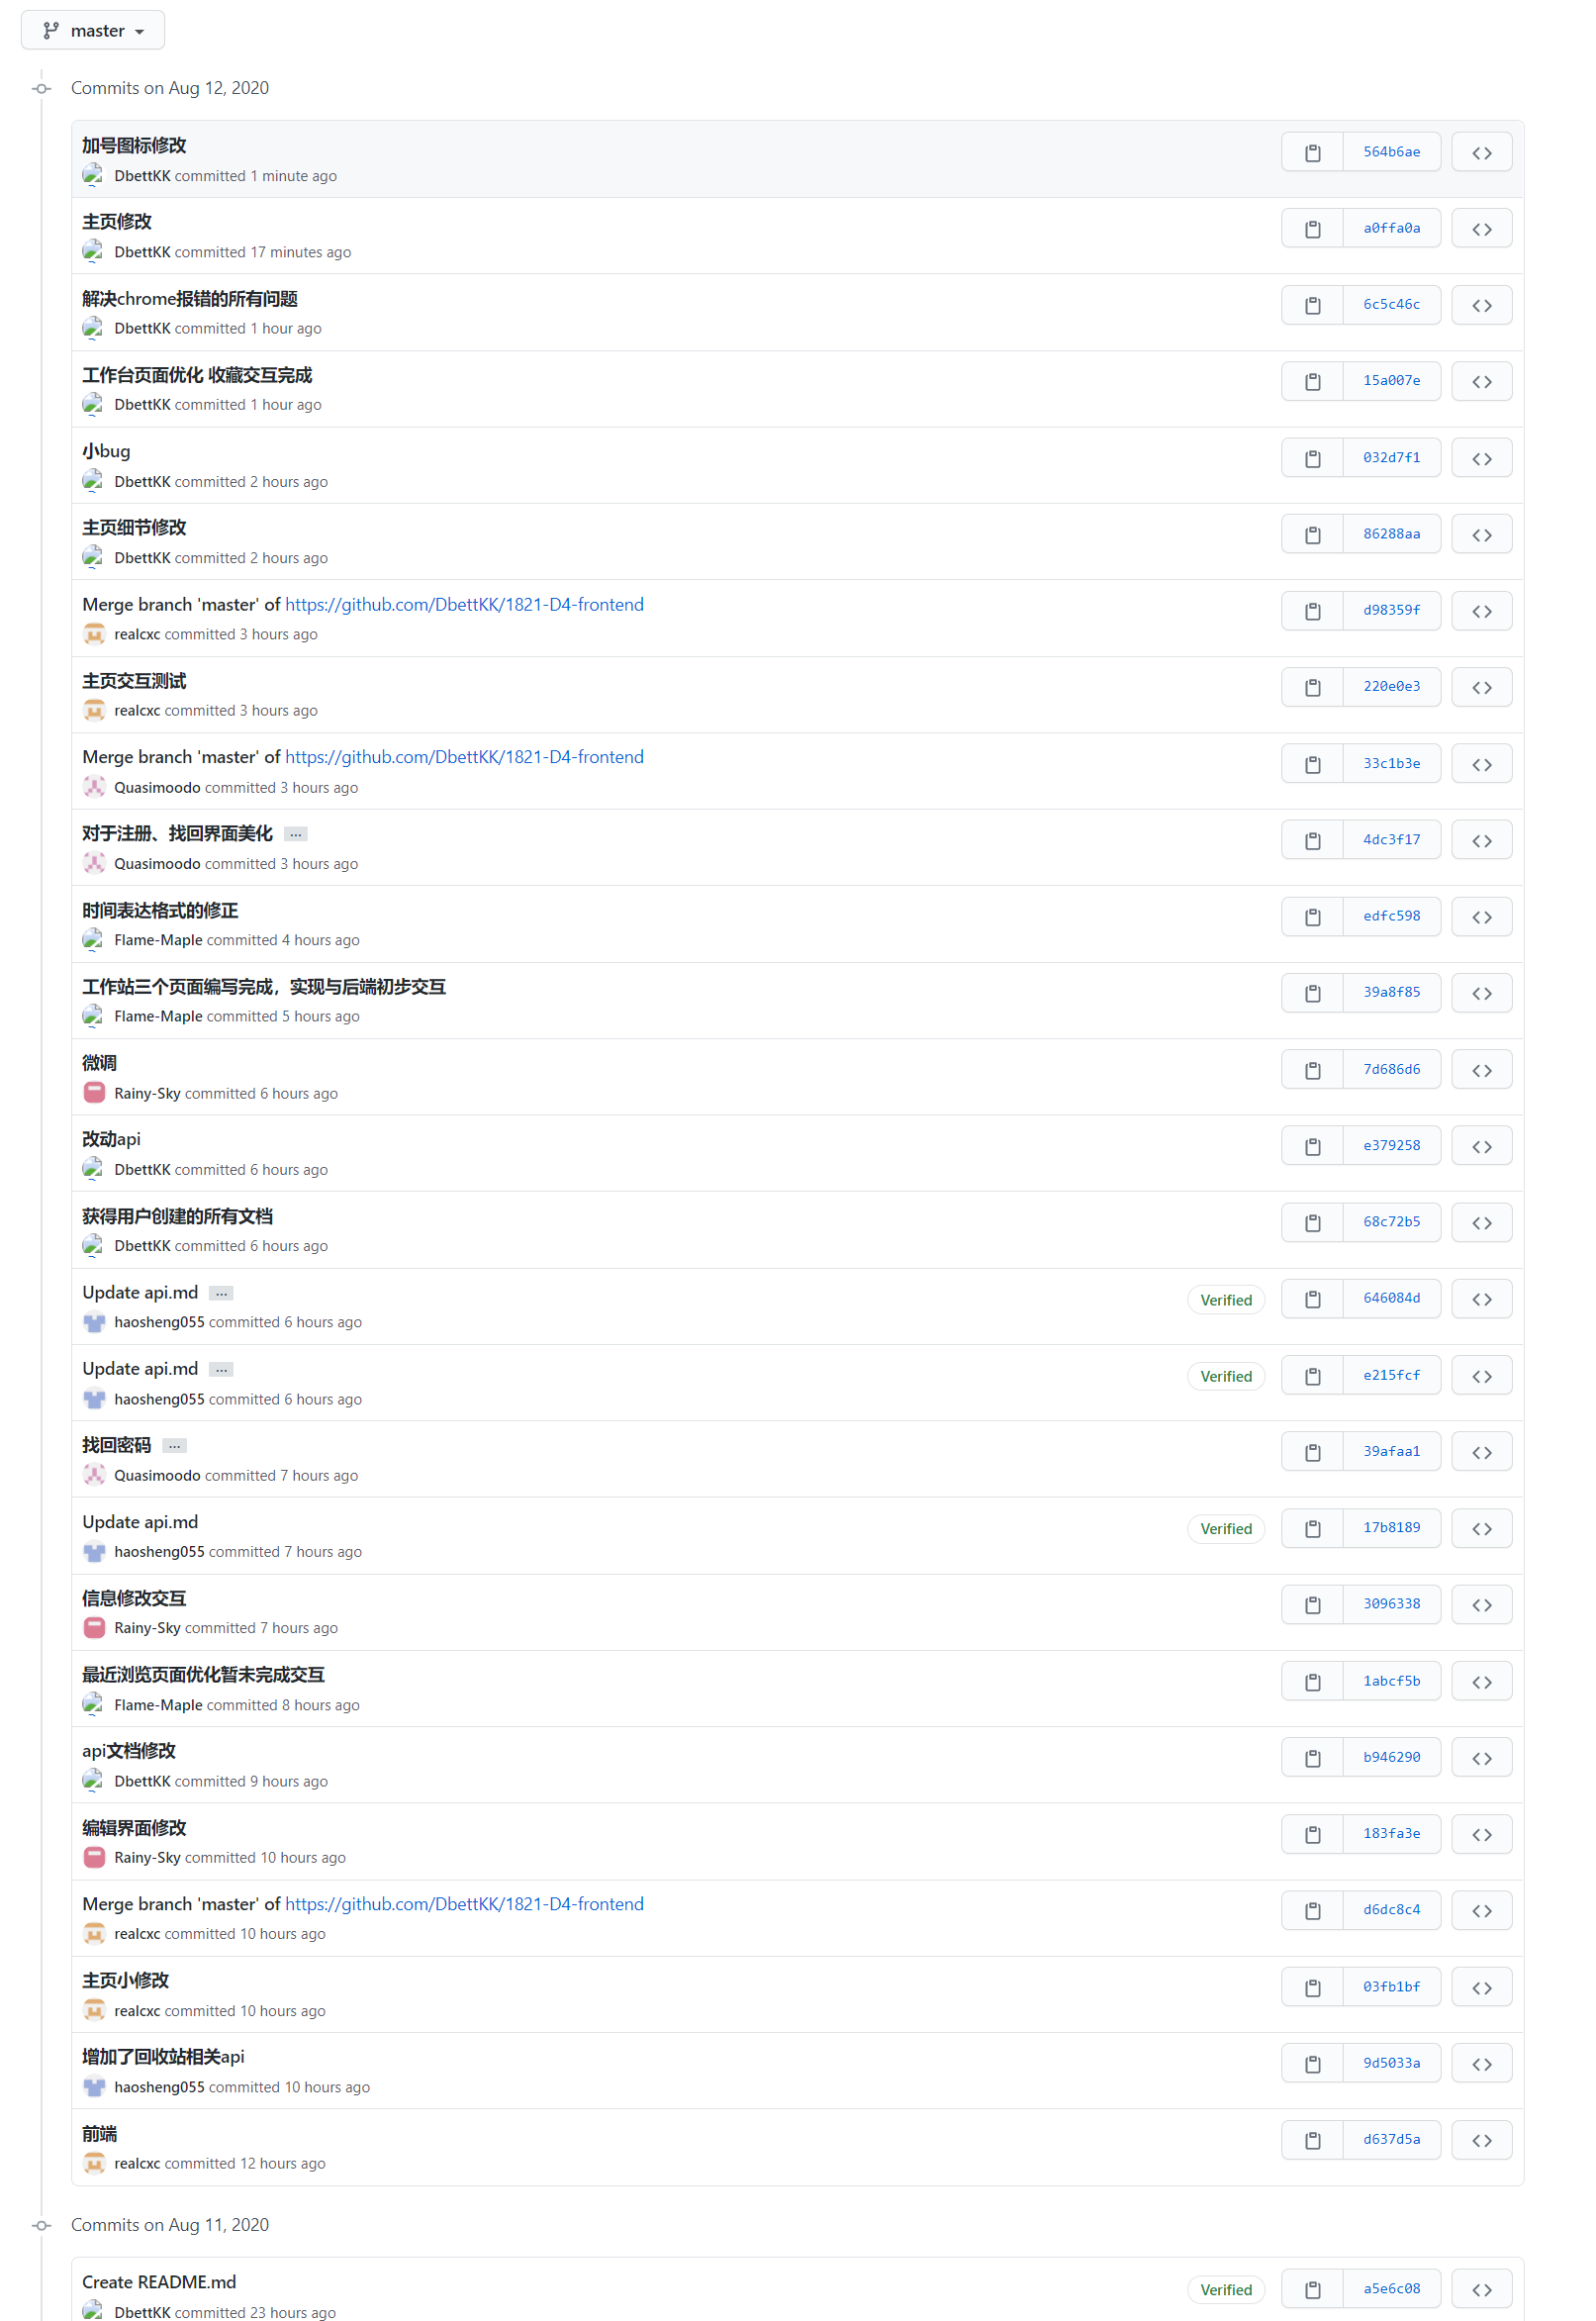 master
Commits on Aug 12, 2020
加号图标修改
564b6ae
DbettKK committed 1 minute ago
主页修改
a0ffa0a
DbettKK committed 17 minutes ago
解决chrome报错的所有问题
6c5c46c
DbettKK committed 1 hour ago
工作台页面优化 收藏交互完成
15a007e
DbettKK committed 1 hour ago
小bug
032d7f1
DbettKK committed 2 hours ago
主页细节修改
86288aa
DbettKK committed 2 hours ago
Merge branch 'master' of https://github.com/DbettKK/1821-D4-frontend
d98359f
realcxc committed 3 hours ago
主页交互测试
220e0e3
realcxc committed 3 hours ago
Merge branch 'master' of https://github.com/DbettKK/1821-D4-frontend
33c1b3e
Quasimoodo committed 3 hours ago
对于注册、找回界面美化 ...
4dc3f17
Quasimoodo committed 3 hours ago
时间表达格式的修正
edfc598
Flame-Maple committed 4 hours ago
工作站三个页面编写完成，实现与后端初步交互
39a8f85
Flame-Maple committed 5 hours ago
微调
7d686d6
Rainy-Sky committed 6 hours ago
改动api
e379258
DbettKK committed 6 hours ago
获得用户创建的所有文档
68c72b5
DbettKK committed 6 hours ago
Update api.md ...
Verified 646084d
haosheng055 committed 6 hours ago
Update api.md ...
Verified e215fcf
haosheng055 committed 6 hours ago
找回密码 ...
39afaa1
Quasimoodo committed 7 hours ago
Update api.md
Verified 17b8189
haosheng055 committed 7 hours ago
信息修改交互
3096338
Rainy-Sky committed 7 hours ago
最近浏览页面优化暂未完成交互
1abcf5b
Flame-Maple committed 8 hours ago
api文档修改
b946290
DbettKK committed 9 hours ago
编辑界面修改
183fa3e
Rainy-Sky committed 10 hours ago
Merge branch 'master' of https://github.com/DbettKK/1821-D4-frontend
d6dc8c4
realcxc committed 10 hours ago
主页小修改
03fb1bf
realcxc committed 10 hours ago
增加了回收站相关api
9d5033a
haosheng055 committed 10 hours ago
前端
d637d5a
realcxc committed 12 hours ago
Commits on Aug 11, 2020
Create README.md
Verified a5e6c08
DbettKK committed 23 hours ago